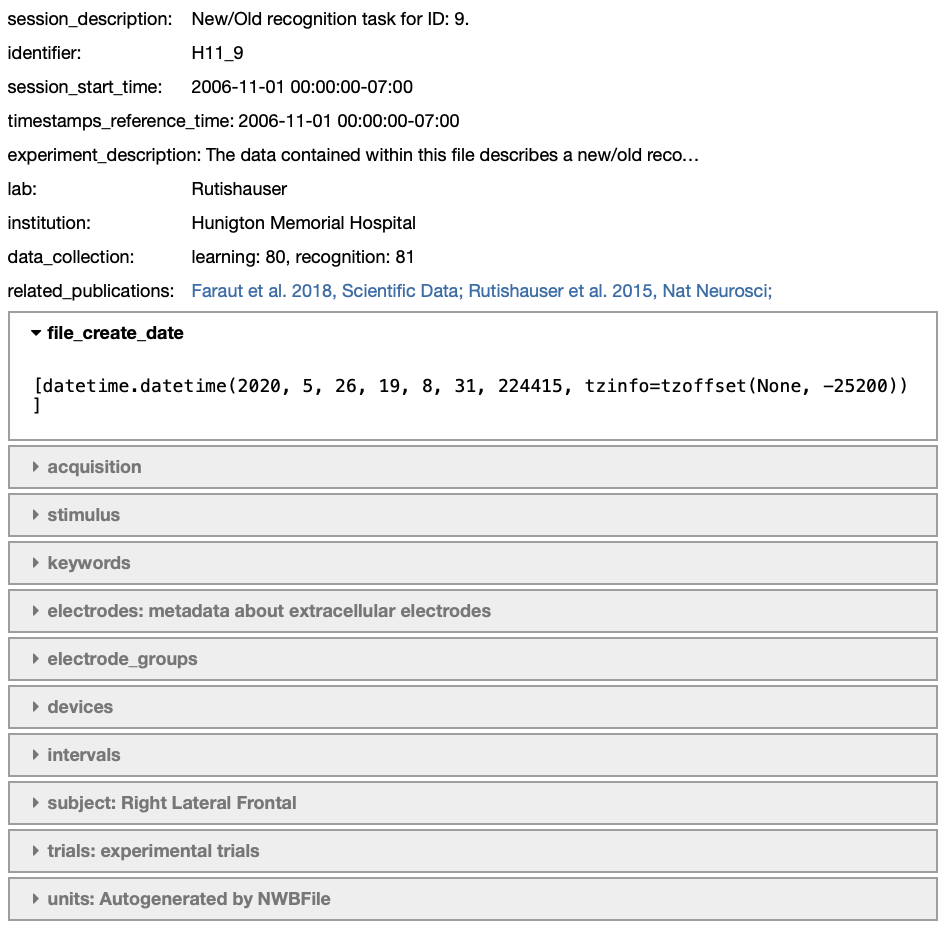 session_description: New/Old recognition task for ID: 9.
identifier: H11_9
session_start_time: 2006-11-01 00:00:00-07:00
timestamps_reference_time: 2006-11-01 00:00:00-07:00
experiment_description: The data contained within this file describes a new/old reco…
lab: Rutishauser
institution: Hunigton Memorial Hospital
data_collection: learning: 80, recognition: 81
related_publications: Faraut et al. 2018, Scientific Data; Rutishauser et al. 2015, Nat Neurosci;
file_create_date
[datetime.datetime(2020, 5, 26, 19, 8, 31, 224415, tzinfo=tzoffset(None, -25200))
]
acquisition
stimulus
keywords
electrodes: metadata about extracellular electrodes
electrode_groups
devices
intervals
subject: Right Lateral Frontal
trials: experimental trials
units: Autogenerated by NWBFile